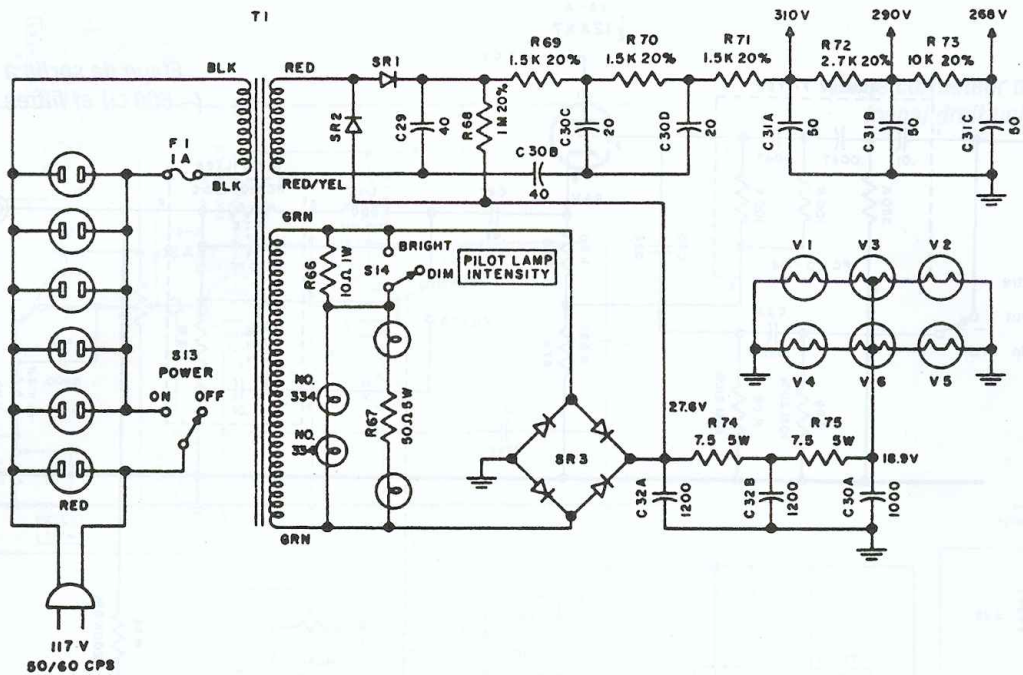 T1
310V
290V
268V
BLK
RED
SR1
R69
1.5K 20%
R70
1.5K 20%
R71
1.5K 20%
R72
2.7K 20%
R73
10K 20%
SR2
C29
40
R68
1M 20%
C30C
20
C30D
20
C31A
50
C31B
50
C31C
50
C30B
40
F1
1A
BLK
RED/YEL
GRN
R66
10Ω 1W
BRIGHT
S14
DIM
PILOT LAMP
INTENSITY
V1
V3
V2
V4
V6
V5
S13
POWER
ON
OFF
NO.
334
NO.
334
R67
50Ω 5W
27.6V
R74
7.5 5W
R75
7.5 5W
18.9V
SR3
C32A
1200
C32B
1200
C30A
1000
RED
GRN
117 V
50/60 CPS